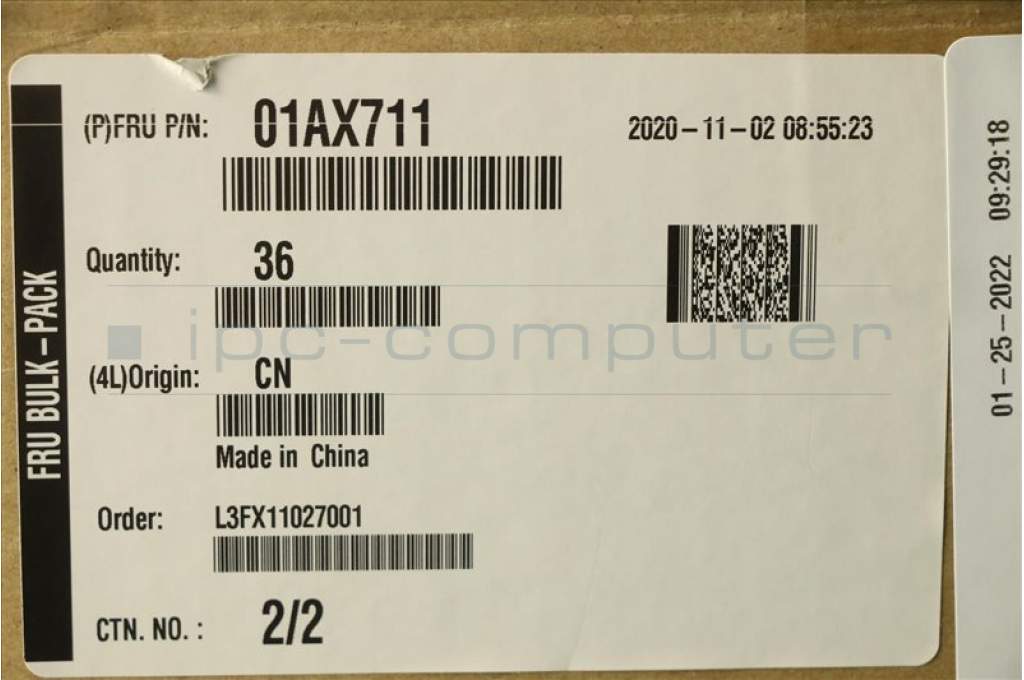 (P)FRU P/N: 01AX711 2020-11-02 08:55:23
Quantity: 36
ipc-computer
(4L)Origin: CN
Made in China
Order: L3FX11027001
CTN. NO. : 2/2
FRU BULK-PACK
01-25-2022 09:29:18